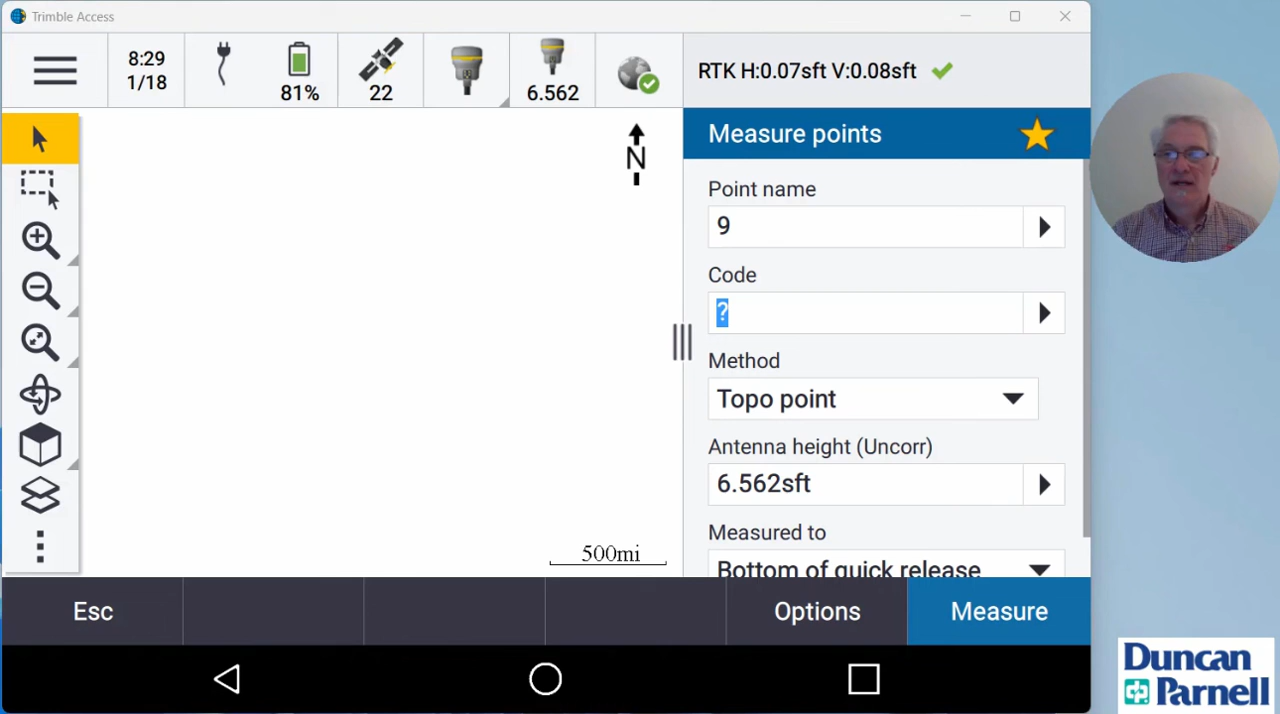 Trimble Access
8:29
1/18
81%
22
6.562
RTK H:0.07sft V:0.08sft
Measure points
N
Point name
9
Code
?
Method
Topo point
Antenna height (Uncorr)
6.562sft
Measured to
Bottom of quick release
500mi
Esc
Options
Measure
Duncan
Parnell